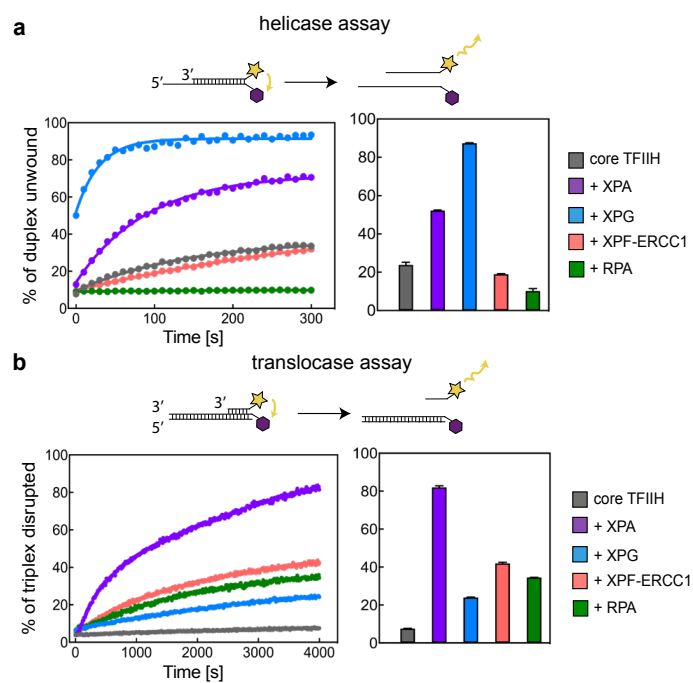 a
helicase assay
3′
5′
% of duplex unwound
100
80
60
40
20
0
0
100
200
300
Time [s]
100
80
60
40
20
0
core TFIIH
+ XPA
+ XPG
+ XPF-ERCC1
+ RPA
b
translocase assay
3′
3′
5′
% of triplex disrupted
100
80
60
40
20
0
0
1000
2000
3000
4000
Time [s]
100
80
60
40
20
0
core TFIIH
+ XPA
+ XPG
+ XPF-ERCC1
+ RPA